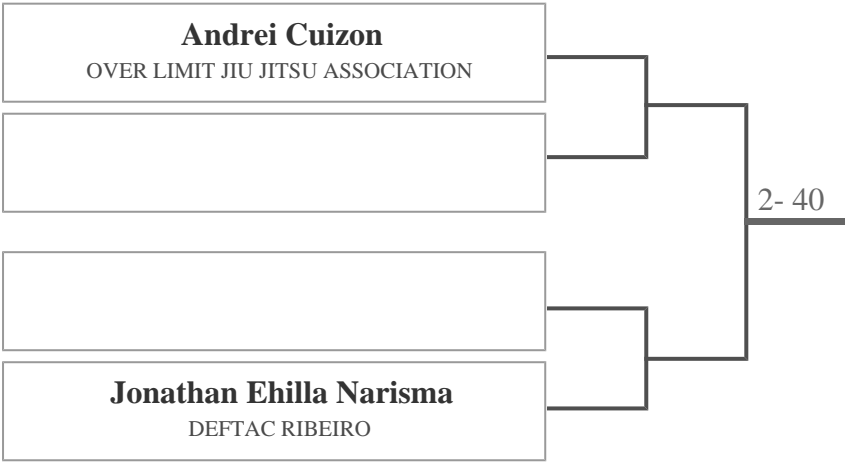 Andrei Cuizon
OVER LIMIT JIU JITSU ASSOCIATION
2- 40
Jonathan Ehilla Narisma
DEFTAC RIBEIRO